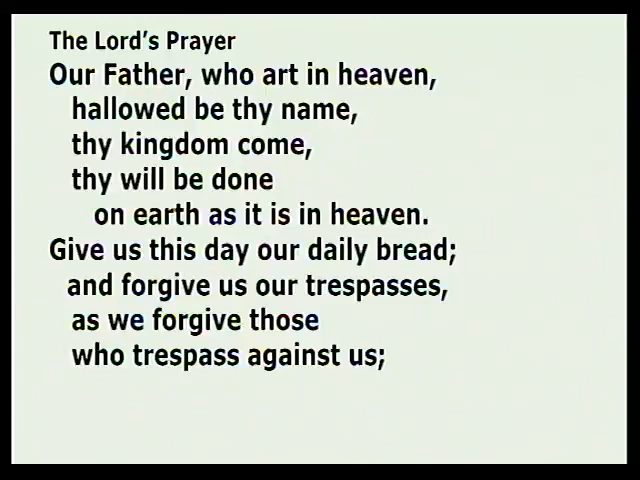 The Lord's Prayer
Our Father, who art in heaven,
hallowed be thy name,
thy kingdom come,
thy will be done
on earth as it is in heaven.
Give us this day our daily bread;
and forgive us our trespasses,
as we forgive those
who trespass against us;